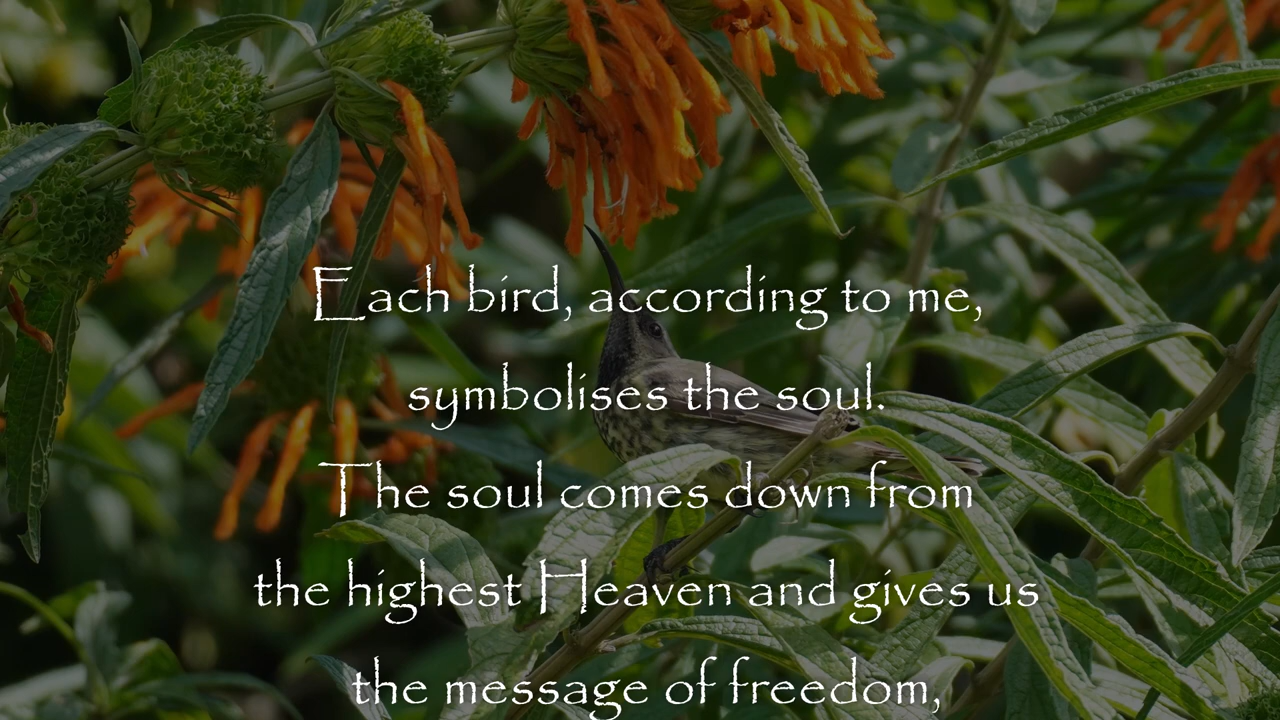 Each bird, according to me,
symbolises the soul.
The soul comes down from
the highest Heaven and gives us
the message of freedom,